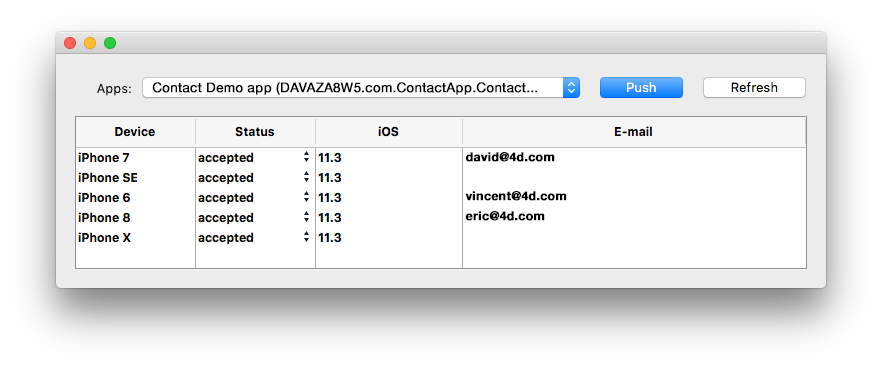 Apps: Contact Demo app (DAVAZA8W5.com.ContactApp.Contact... Push Refresh
Device Status iOS E-mail
iPhone 7 accepted 11.3 david@4d.com
iPhone SE accepted 11.3
iPhone 6 accepted 11.3 vincent@4d.com
iPhone 8 accepted 11.3 eric@4d.com
iPhone X accepted 11.3